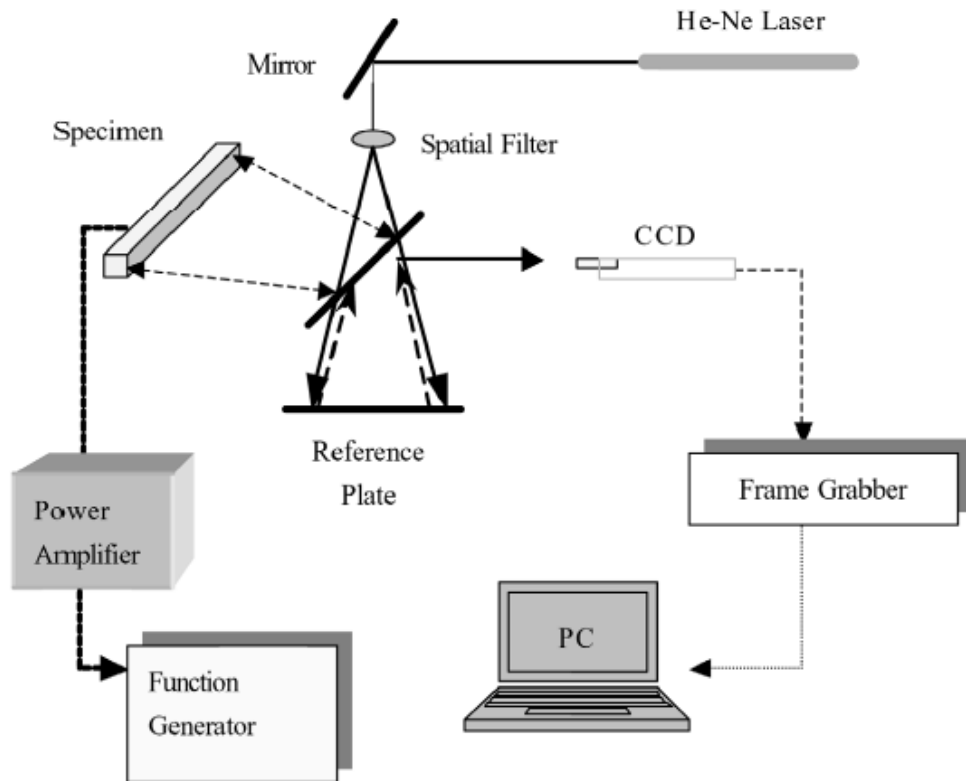 He-Ne Laser
Mirror
Specimen
Spatial Filter
CCD
Reference
Plate
Frame Grabber
Power
Amplifier
PC
Function
Generator